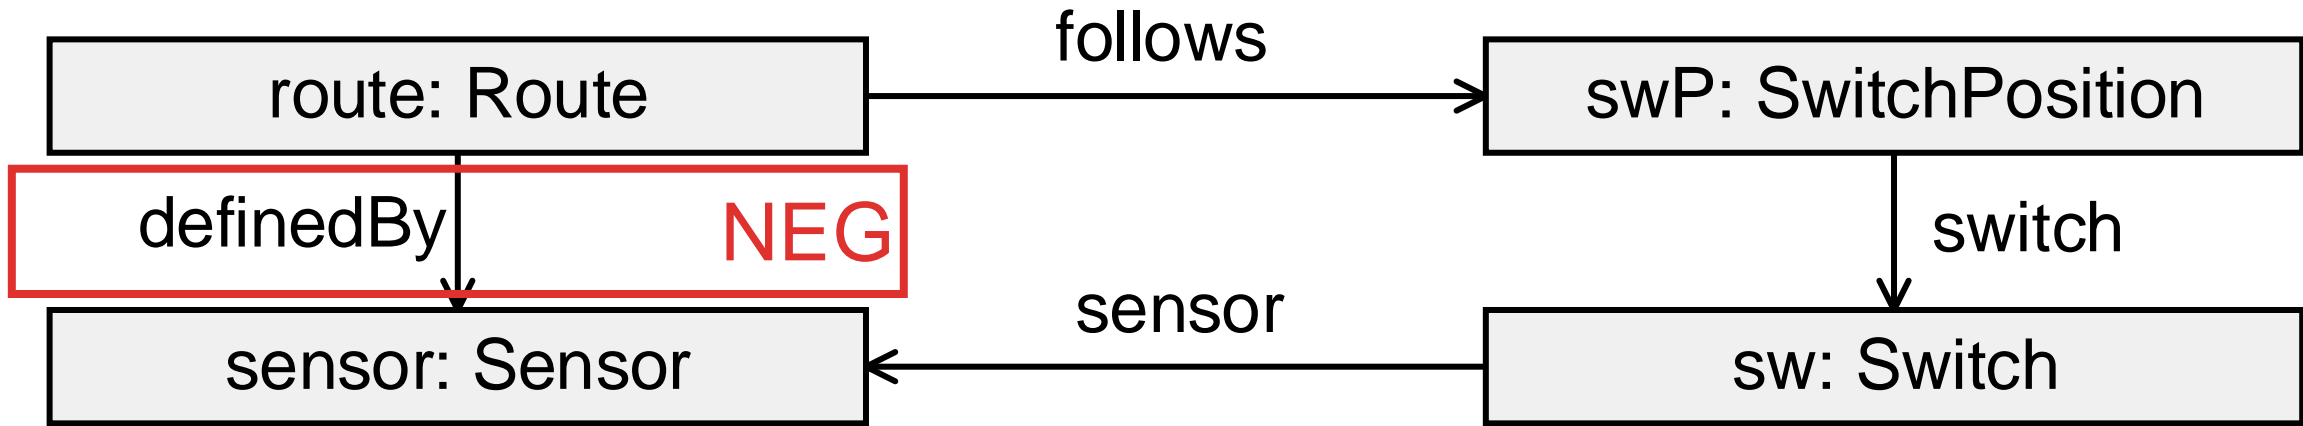 follows
route: Route
swP: SwitchPosition
definedBy
NEG
switch
sensor
sensor: Sensor
sw: Switch